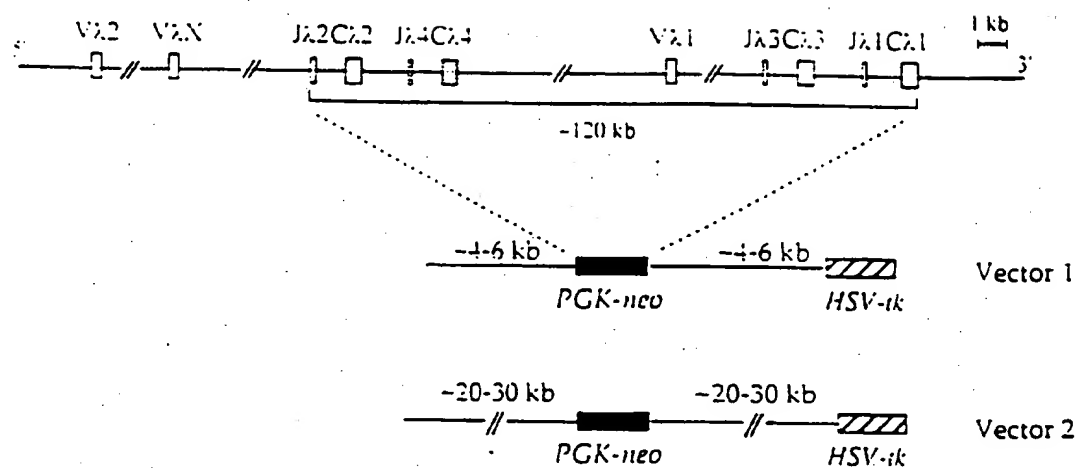 Vλ2 VλX Jλ2Cλ2 Jλ4Cλ4 Vλ1 Jλ3Cλ3 Jλ1Cλ1 1 kb
5' 3'
~120 kb
~4-6 kb ~4-6 kb
Vector 1
PGK-neo HSV-tk
~20-30 kb ~20-30 kb
Vector 2
PGK-neo HSV-tk